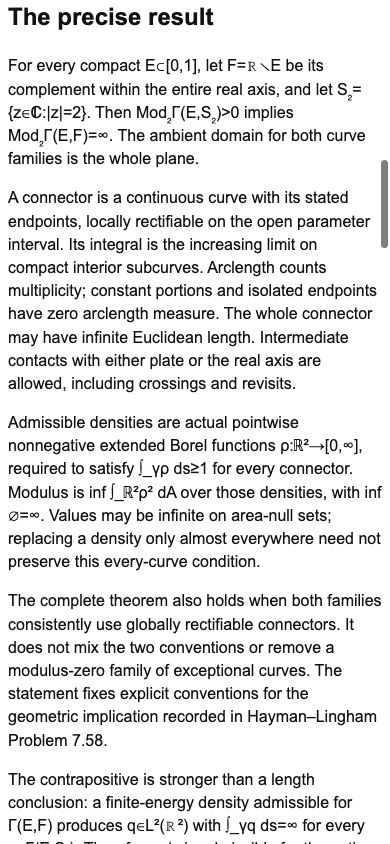 The precise result
For every compact E⊂[0,1], let F=ℝ∖E be its
complement within the entire real axis, and let S₂=
{z∈ℂ:|z|=2}. Then Mod₂Γ(E,S₂)>0 implies
Mod₂Γ(E,F)=∞. The ambient domain for both curve
families is the whole plane.
A connector is a continuous curve with its stated
endpoints, locally rectifiable on the open parameter
interval. Its integral is the increasing limit on
compact interior subcurves. Arclength counts
multiplicity; constant portions and isolated endpoints
have zero arclength measure. The whole connector
may have infinite Euclidean length. Intermediate
contacts with either plate or the real axis are
allowed, including crossings and revisits.
Admissible densities are actual pointwise
nonnegative extended Borel functions ρ:ℝ²→[0,∞],
required to satisfy ∫_γρ ds≥1 for every connector.
Modulus is inf ∫_ℝ²ρ² dA over those densities, with inf
∅=∞. Values may be infinite on area-null sets;
replacing a density only almost everywhere need not
preserve this every-curve condition.
The complete theorem also holds when both families
consistently use globally rectifiable connectors. It
does not mix the two conventions or remove a
modulus-zero family of exceptional curves. The
statement fixes explicit conventions for the
geometric implication recorded in Hayman–Lingham
Problem 7.58.
The contrapositive is stronger than a length
conclusion: a finite-energy density admissible for
Γ(E,F) produces q∈L²(ℝ²) with ∫_γq ds=∞ for every